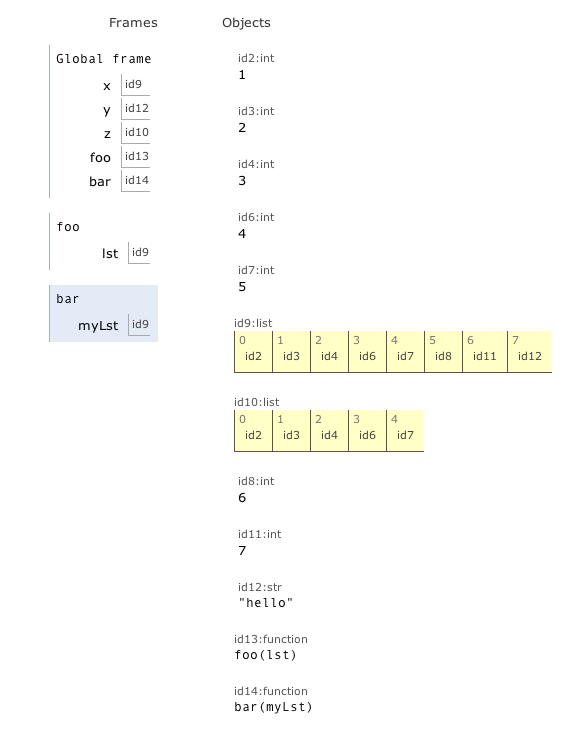 Frames Objects
Global frame
x id9
y id12
z id10
foo id13
bar id14
foo
lst id9
bar
myLst id9
id2:int
1
id3:int
2
id4:int
3
id6:int
4
id7:int
5
id9:list
0 1 2 3 4 5 6 7
id2 id3 id4 id6 id7 id8 id11 id12
id10:list
0 1 2 3 4
id2 id3 id4 id6 id7
id8:int
6
id11:int
7
id12:str
"hello"
id13:function
foo(lst)
id14:function
bar(myLst)